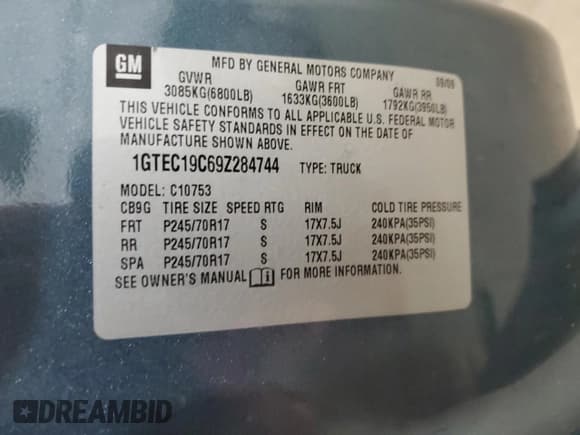 GM
MFD BY GENERAL MOTORS COMPANY 09/09
GVWR GAWR FRT GAWR RR
3085KG(6800LB) 1633KG(3600LB) 1792KG(3950LB)
THIS VEHICLE CONFORMS TO ALL APPLICABLE U.S. FEDERAL MOTOR
VEHICLE SAFETY STANDARDS IN EFFECT ON THE DATE OF
MANUFACTURE SHOWN ABOVE.
1GTEC19C69Z284744 TYPE: TRUCK
MODEL: C10753
CB9G TIRE SIZE SPEED RTG RIM COLD TIRE PRESSURE
FRT P245/70R17 S 17X7.5J 240KPA(35PSI)
RR P245/70R17 S 17X7.5J 240KPA(35PSI)
SPA P245/70R17 S 17X7.5J 240KPA(35PSI)
SEE OWNER'S MANUAL FOR MORE INFORMATION.
DREAMBID